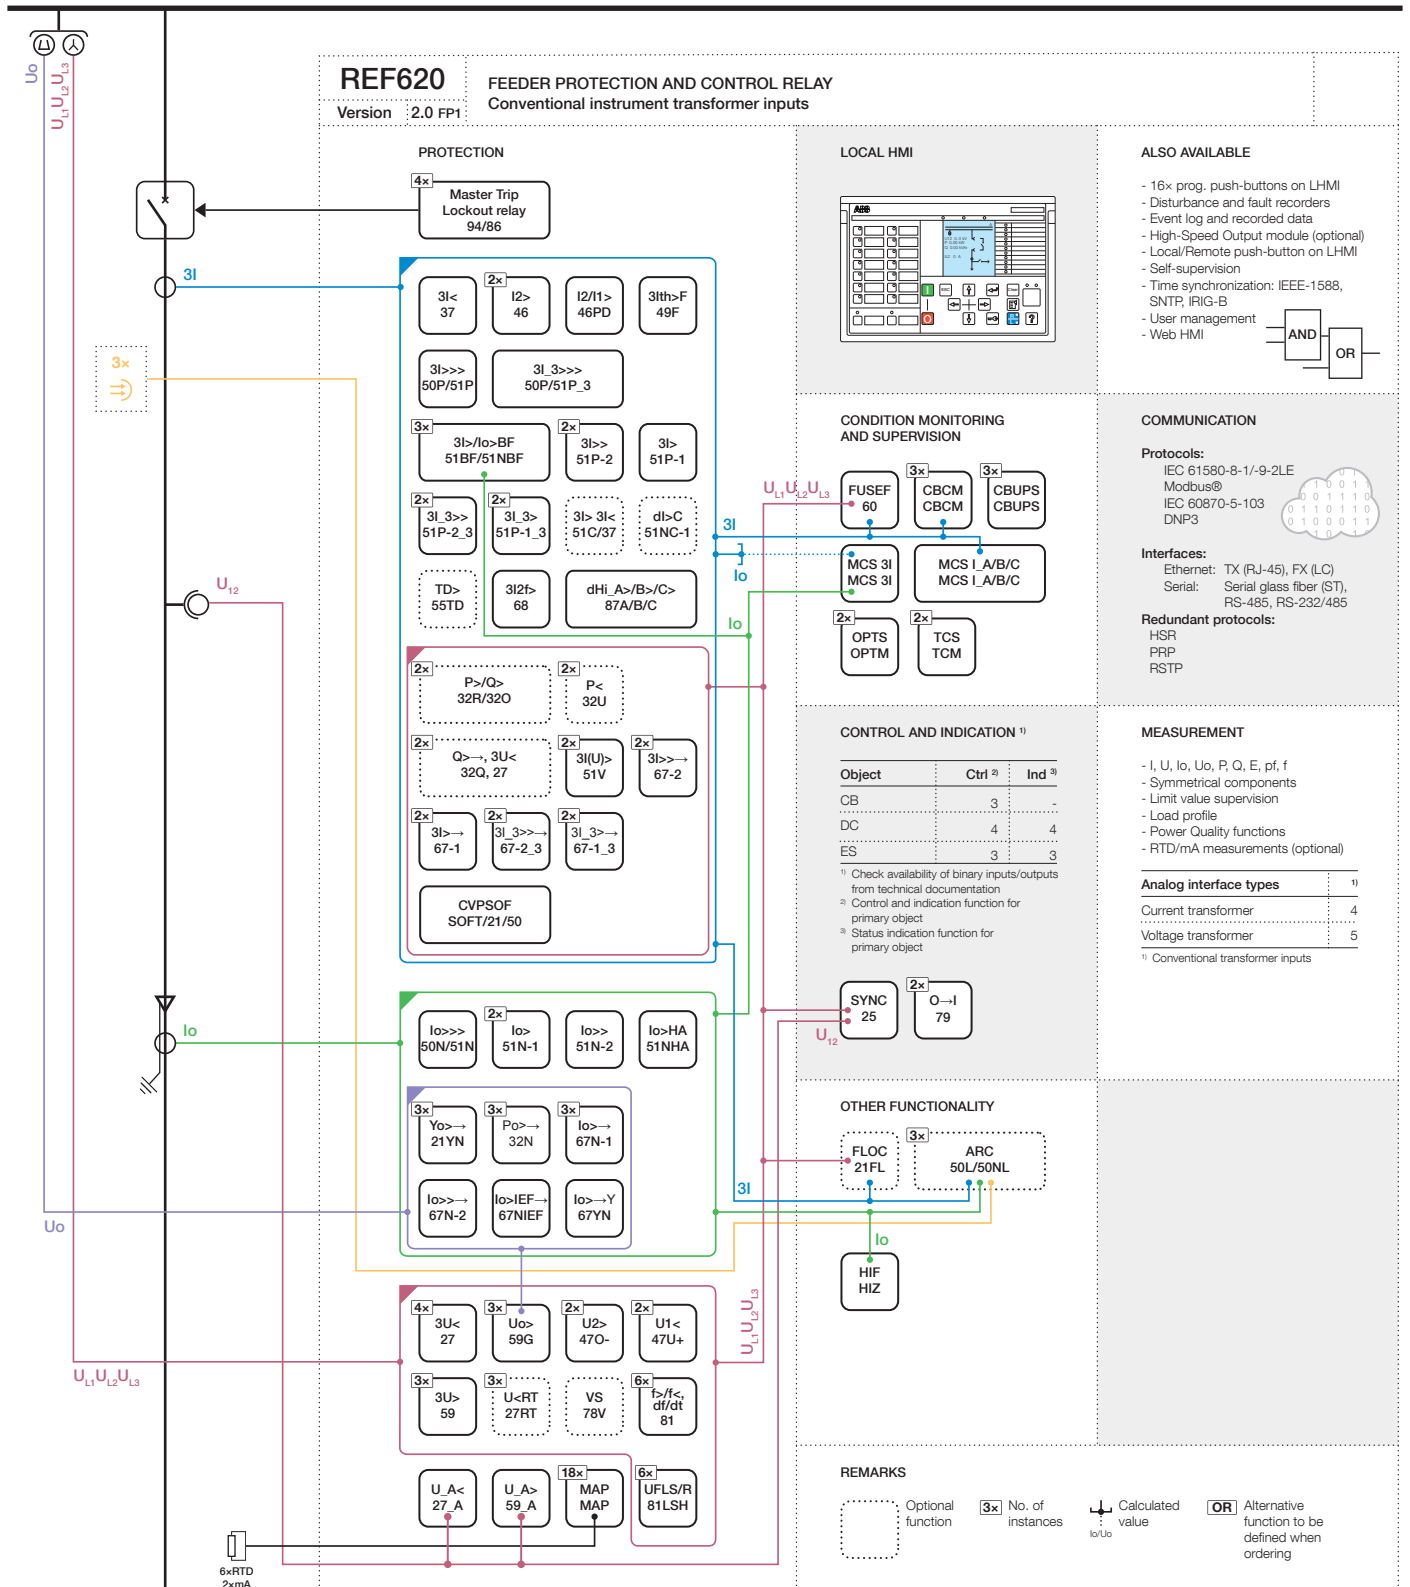 REF620
Version 2.0 FP1
FEEDER PROTECTION AND CONTROL RELAY
Conventional instrument transformer inputs
Uo
UL1UL2UL3
PROTECTION
4×
Master Trip
Lockout relay
94/86
3I
3×
3I<
37
2×
I2>
46
I2/I1>
46PD
3Ith>F
49F
3I>>>
50P/51P
3I_3>>>
50P/51P_3
3×
3I>/Io>BF
51BF/51NBF
2×
3I>>
51P-2
3I>
51P-1
2×
3I_3>>
51P-2_3
2×
3I_3>
51P-1_3
3I> 3I<
51C/37
dI>C
51NC-1
TD>
55TD
3I2f>
68
dHi_A>/B>/C>
87A/B/C
U12
Io
2×
P>/Q>
32R/32O
2×
P<
32U
2×
Q>→, 3U<
32Q, 27
2×
3I(U)>
51V
2×
3I>>→
67-2
2×
3I>→
67-1
2×
3I_3>>→
67-2_3
2×
3I_3>→
67-1_3
CVPSOF
SOFT/21/50
Io
Io>>>
50N/51N
2×
Io>
51N-1
Io>>
51N-2
Io>HA
51NHA
3×
Yo>→
21YN
3×
Po>→
32N
3×
Io>→
67N-1
Io>>→
67N-2
Io>IEF→
67NIEF
Io>→Y
67YN
Uo
4×
3U<
27
3×
Uo>
59G
2×
U2>
47O-
2×
U1<
47U+
UL1UL2UL3
3×
3U>
59
3×
U<RT
27RT
VS
78V
6×
f>/f<,
df/dt
81
U_A<
27_A
U_A>
59_A
18×
MAP
MAP
6×
UFLS/R
81LSH
6×RTD
2×mA
LOCAL HMI
ABB
ALSO AVAILABLE
- 16× prog. push-buttons on LHMI
- Disturbance and fault recorders
- Event log and recorded data
- High-Speed Output module (optional)
- Local/Remote push-button on LHMI
- Self-supervision
- Time synchronization: IEEE-1588,
SNTP, IRIG-B
- User management
- Web HMI
AND
OR
CONDITION MONITORING
AND SUPERVISION
UL1UL2UL3
FUSEF
60
3×
CBCM
CBCM
3×
CBUPS
CBUPS
3I
Io
MCS 3I
MCS 3I
MCS I_A/B/C
MCS I_A/B/C
2×
OPTS
OPTM
2×
TCS
TCM
COMMUNICATION
Protocols:
IEC 61580-8-1/-9-2LE
Modbus®
IEC 60870-5-103
DNP3
Interfaces:
Ethernet: TX (RJ-45), FX (LC)
Serial: Serial glass fiber (ST),
RS-485, RS-232/485
Redundant protocols:
HSR
PRP
RSTP
CONTROL AND INDICATION 1)
Object Ctrl 2) Ind 3)
CB 3 -
DC 4 4
ES 3 3
1) Check availability of binary inputs/outputs
from technical documentation
2) Control and indication function for
primary object
3) Status indication function for
primary object
SYNC
25
2×
O→I
79
U12
MEASUREMENT
- I, U, Io, Uo, P, Q, E, pf, f
- Symmetrical components
- Limit value supervision
- Load profile
- Power Quality functions
- RTD/mA measurements (optional)
Analog interface types 1)
Current transformer 4
Voltage transformer 5
1) Conventional transformer inputs
OTHER FUNCTIONALITY
FLOC
21FL
3×
ARC
50L/50NL
3I
Io
HIF
HIZ
UL1UL2UL3
REMARKS
Optional
function
3× No. of
instances
Calculated
value
Io/Uo
OR Alternative
function to be
defined when
ordering